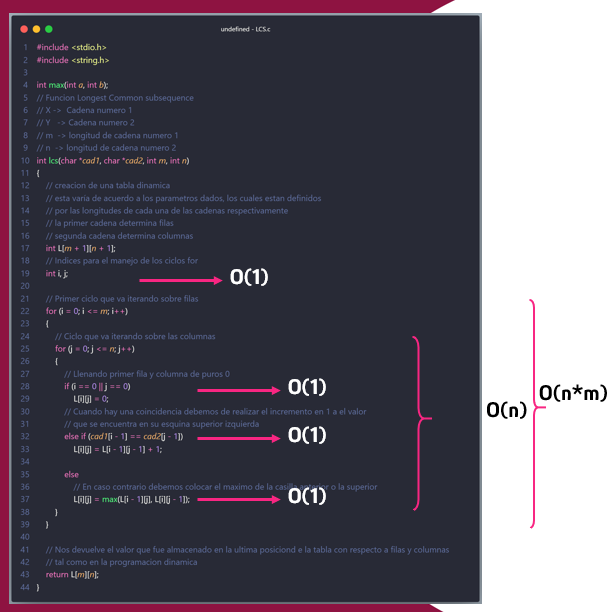 undefined - LCS.c
1 #include <stdio.h>
2 #include <string.h>
3
4 int max(int a, int b);
5 // Funcion Longest Common subsequence
6 // X -> Cadena numero 1
7 // Y -> Cadena numero 2
8 // m -> longitud de cadena numero 1
9 // n -> longitud de cadena numero 2
10 int lcs(char *cad1, char *cad2, int m, int n)
11 {
12 // creacion de una tabla dinamica
13 // esta varia de acuerdo a los parametros dados, los cuales estan definidos
14 // por las longitudes de cada una de las cadenas respectivamente
15 // la primer cadena determina filas
16 // segunda cadena determina columnas
17 int L[m + 1][n + 1];
18 // Indices para el manejo de los ciclos for
19 int i, j;
O(1)
20
21 // Primer ciclo que va iterando sobre filas
22 for (i = 0; i <= m; i++)
23 {
24 // Ciclo que va iterando sobre las columnas
25 for (j = 0; j <= n; j++)
26 {
27 // Llenando primer fila y columna de puros 0
28 if (i == 0 || j == 0)
O(1)
29 L[i][j] = 0;
30 // Cuando hay una coincidencia debemos de realizar el incremento en 1 a el valor
O(n)
O(n*m)
31 // que se encuentra en su esquina superior izquierda
32 else if (cad1[i - 1] == cad2[j - 1])
O(1)
33 L[i][j] = L[i - 1][j - 1] + 1;
34
35 else
36 // En caso contrario debemos colocar el maximo de la casilla anterior o la superior
37 L[i][j] = max(L[i - 1][j], L[i][j - 1]);
O(1)
38 }
39 }
40
41 // Nos devuelve el valor que fue almacenado en la ultima posiciond e la tabla con respecto a filas y columnas
42 // tal como en la programacion dinamica
43 return L[m][n];
44 }